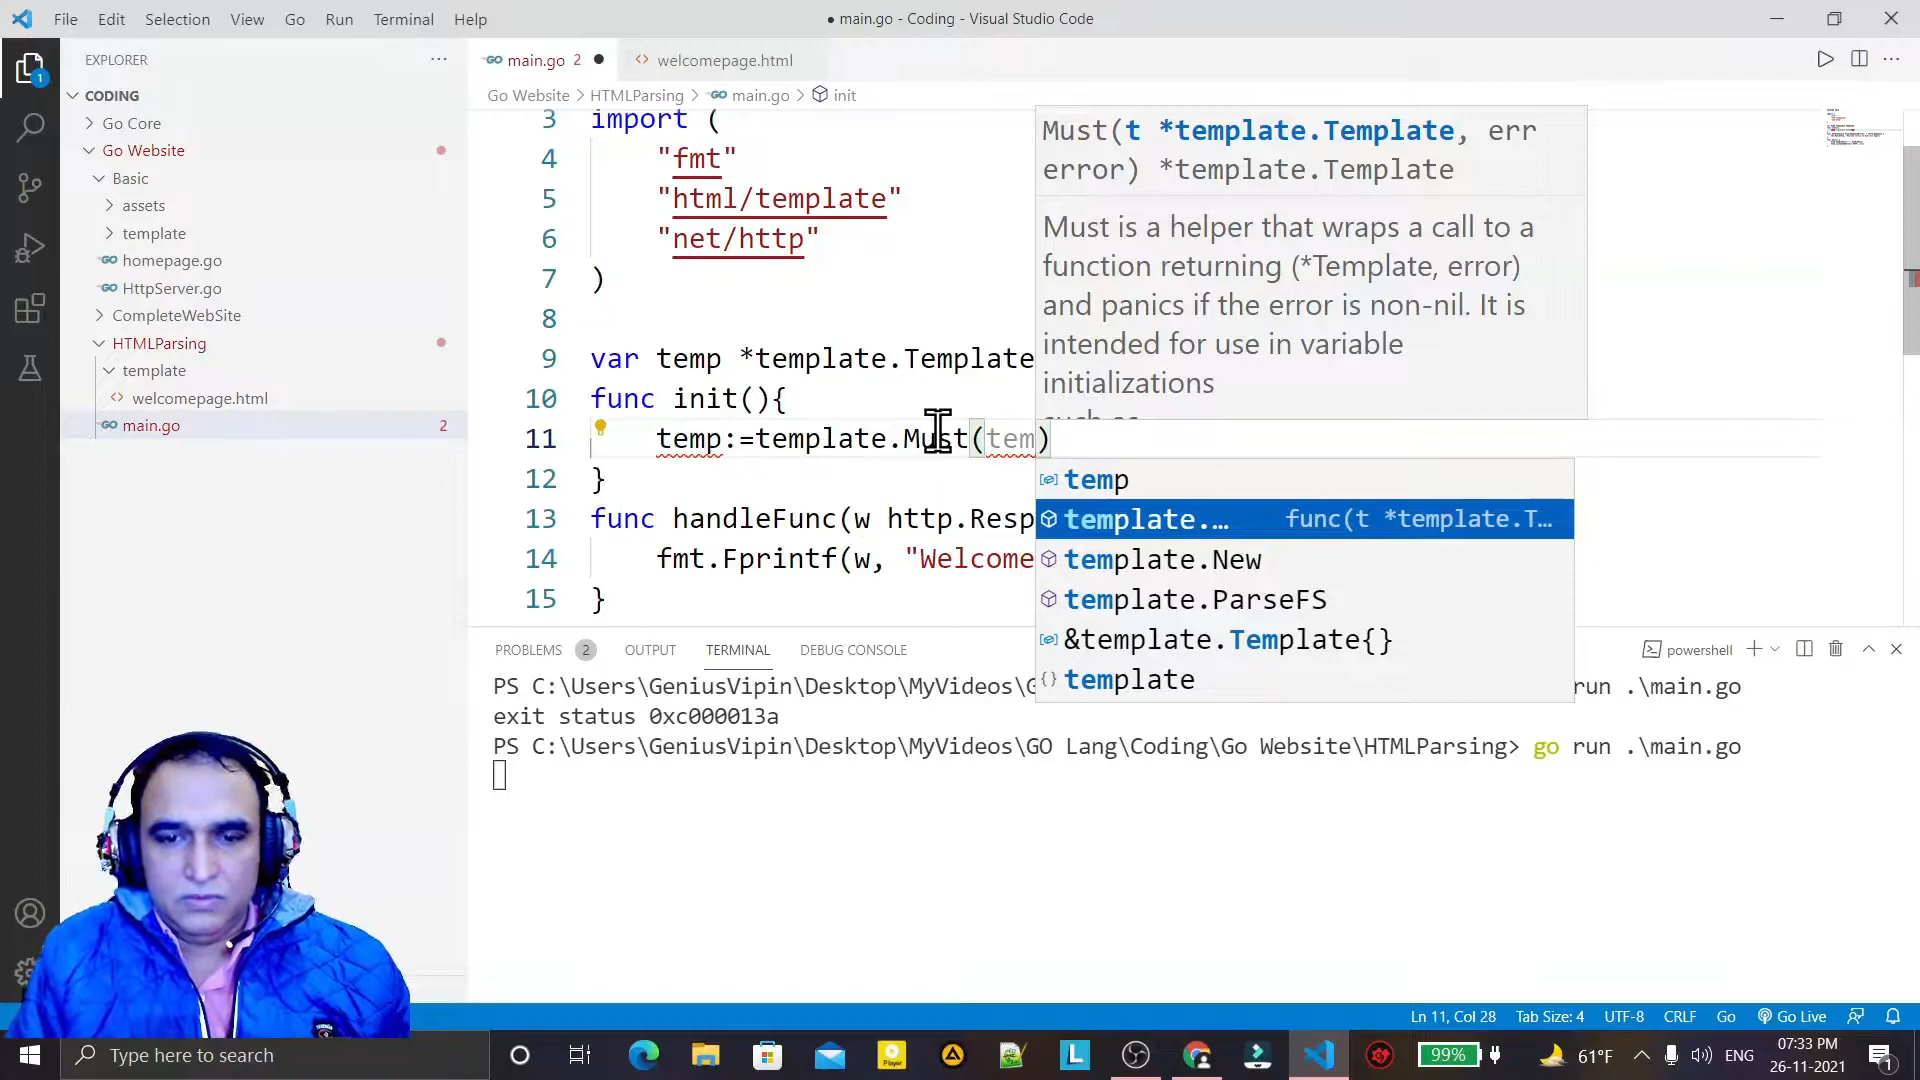 File Edit Selection View Go Run Terminal Help
● main.go - Coding - Visual Studio Code
EXPLORER
1
CODING
Go Core
Go Website
Basic
assets
template
homepage.go
HttpServer.go
CompleteWebSite
HTMLParsing
template
welcomepage.html
main.go 2
main.go 2
welcomepage.html
Go Website > HTMLParsing > main.go > init
3 import (
4 "fmt"
5 "html/template"
6 "net/http"
7 )
8
9 var temp *template.Template
10 func init(){
11 temp:=template.Must(tem)
12 }
13 func handleFunc(w http.Resp
14 fmt.Fprintf(w, "Welcome
15 }
Must(t *template.Template, err
error) *template.Template
Must is a helper that wraps a call to a
function returning (*Template, error)
and panics if the error is non-nil. It is
intended for use in variable
initializations
such as
temp
template.… func(t *template.T…
template.New
template.ParseFS
&template.Template{}
template
PROBLEMS 2 OUTPUT TERMINAL DEBUG CONSOLE
powershell
PS C:\Users\GeniusVipin\Desktop\MyVideos\G run .\main.go
exit status 0xc000013a
PS C:\Users\GeniusVipin\Desktop\MyVideos\GO Lang\Coding\Go Website\HTMLParsing> go run .\main.go
Ln 11, Col 28 Tab Size: 4 UTF-8 CRLF Go Go Live
Type here to search
Player
L
99%
61°F
ENG
07:33 PM
26-11-2021
1